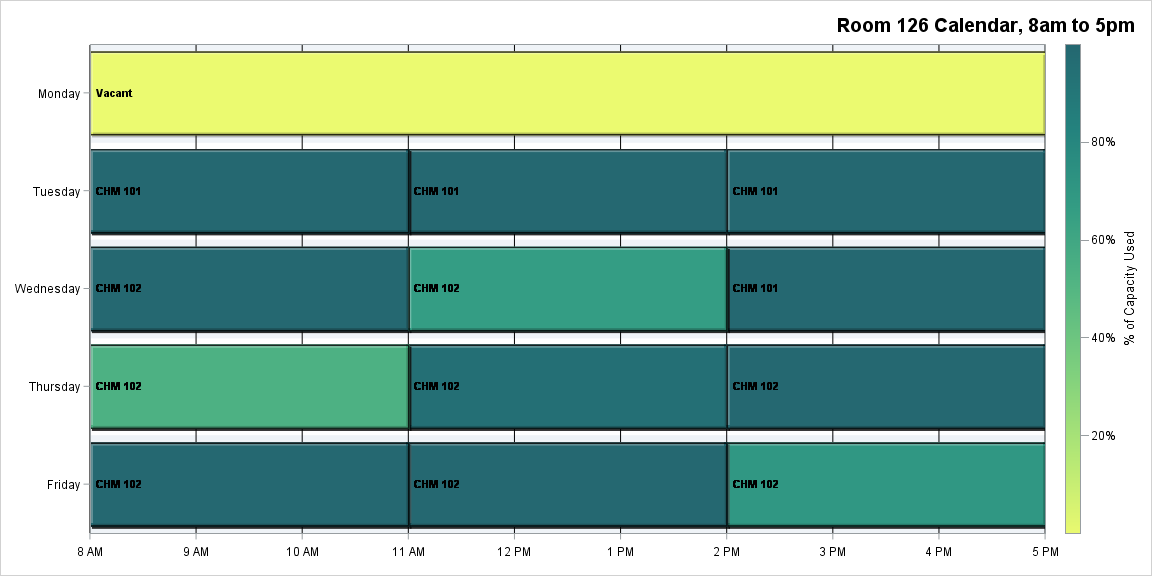 Room 126 Calendar, 8am to 5pm
Monday
Vacant
80%
Tuesday
CHM 101
CHM 101
CHM 101
60%
% of Capacity Used
Wednesday
CHM 102
CHM 102
CHM 101
40%
Thursday
CHM 102
CHM 102
CHM 102
20%
Friday
CHM 102
CHM 102
CHM 102
8 AM
9 AM
10 AM
11 AM
12 PM
1 PM
2 PM
3 PM
4 PM
5 PM